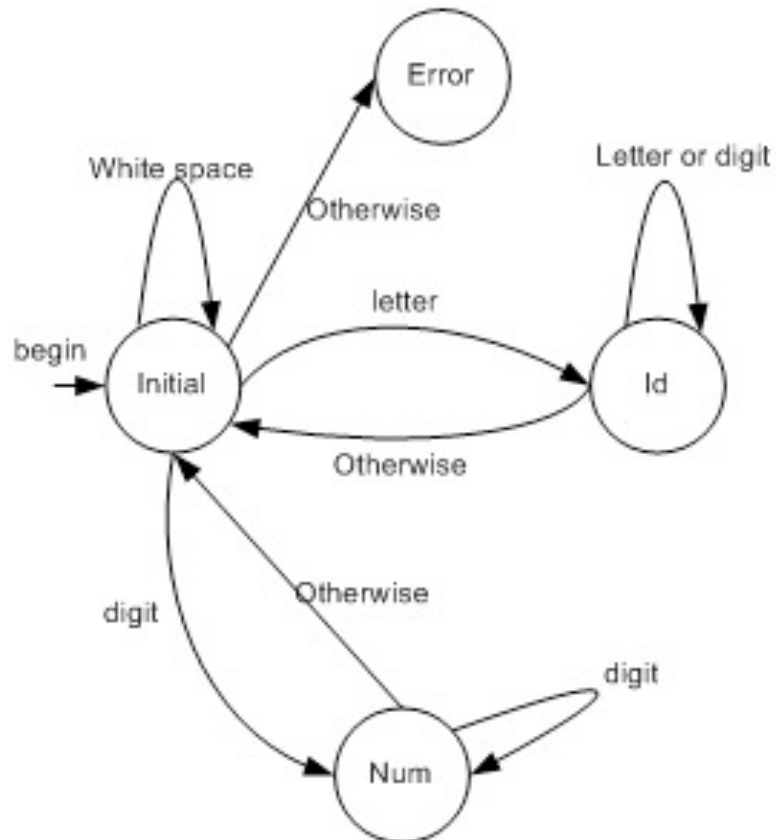 Error
White space
Letter or digit
Otherwise
letter
begin
Initial
Id
Otherwise
Otherwise
digit
digit
Num